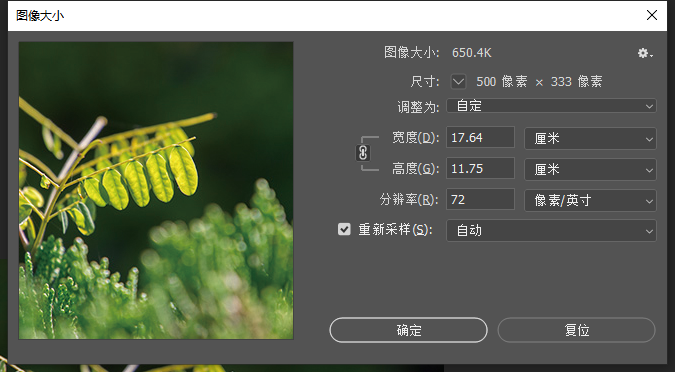 图像大小
图像大小: 650.4K
尺寸: 500 像素 × 333 像素
调整为: 自定
宽度(D): 17.64 厘米
高度(G): 11.75 厘米
分辨率(R): 72 像素/英寸
重新采样(S): 自动
确定 复位